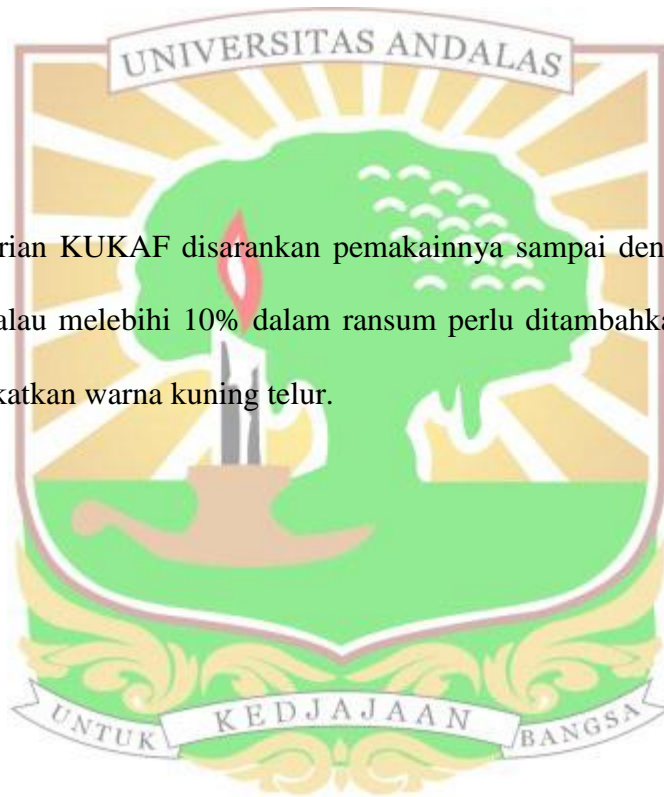 UNIVERSITAS ANDALAS
rian KUKAF disarankan pemakainnya sampai den
alau melebihi 10% dalam ransum perlu ditambahka
katkan warna kuning telur.
UNTUK KEDJAJAAN BANGSA